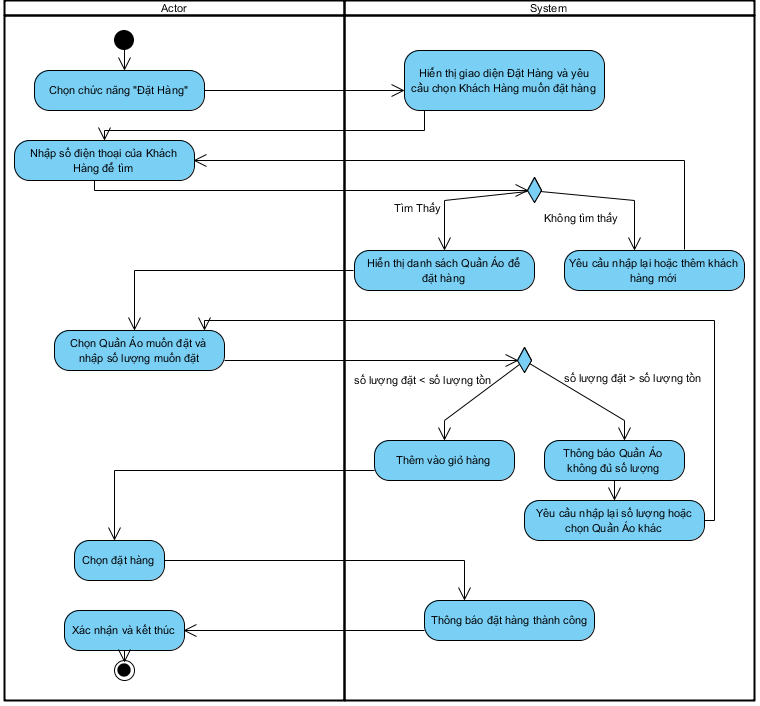 Actor
System
Chọn chức năng "Đặt Hàng"
Hiển thị giao diện Đặt Hàng và yêu
cầu chọn Khách Hàng muốn đặt hàng
Nhập số điện thoại của Khách
Hàng để tìm
Tìm Thấy
Không tìm thấy
Hiển thị danh sách Quần Áo để
đặt hàng
Yêu cầu nhập lại hoặc thêm khách
hàng mới
Chọn Quần Áo muốn đặt và
nhập số lượng muốn đặt
số lượng đặt < số lượng tồn
số lượng đặt > số lượng tồn
Thêm vào giỏ hàng
Thông báo Quần Áo
không đủ số lượng
Yêu cầu nhập lại số lượng hoặc
chọn Quần Áo khác
Chọn đặt hàng
Thông báo đặt hàng thành công
Xác nhận và kết thúc